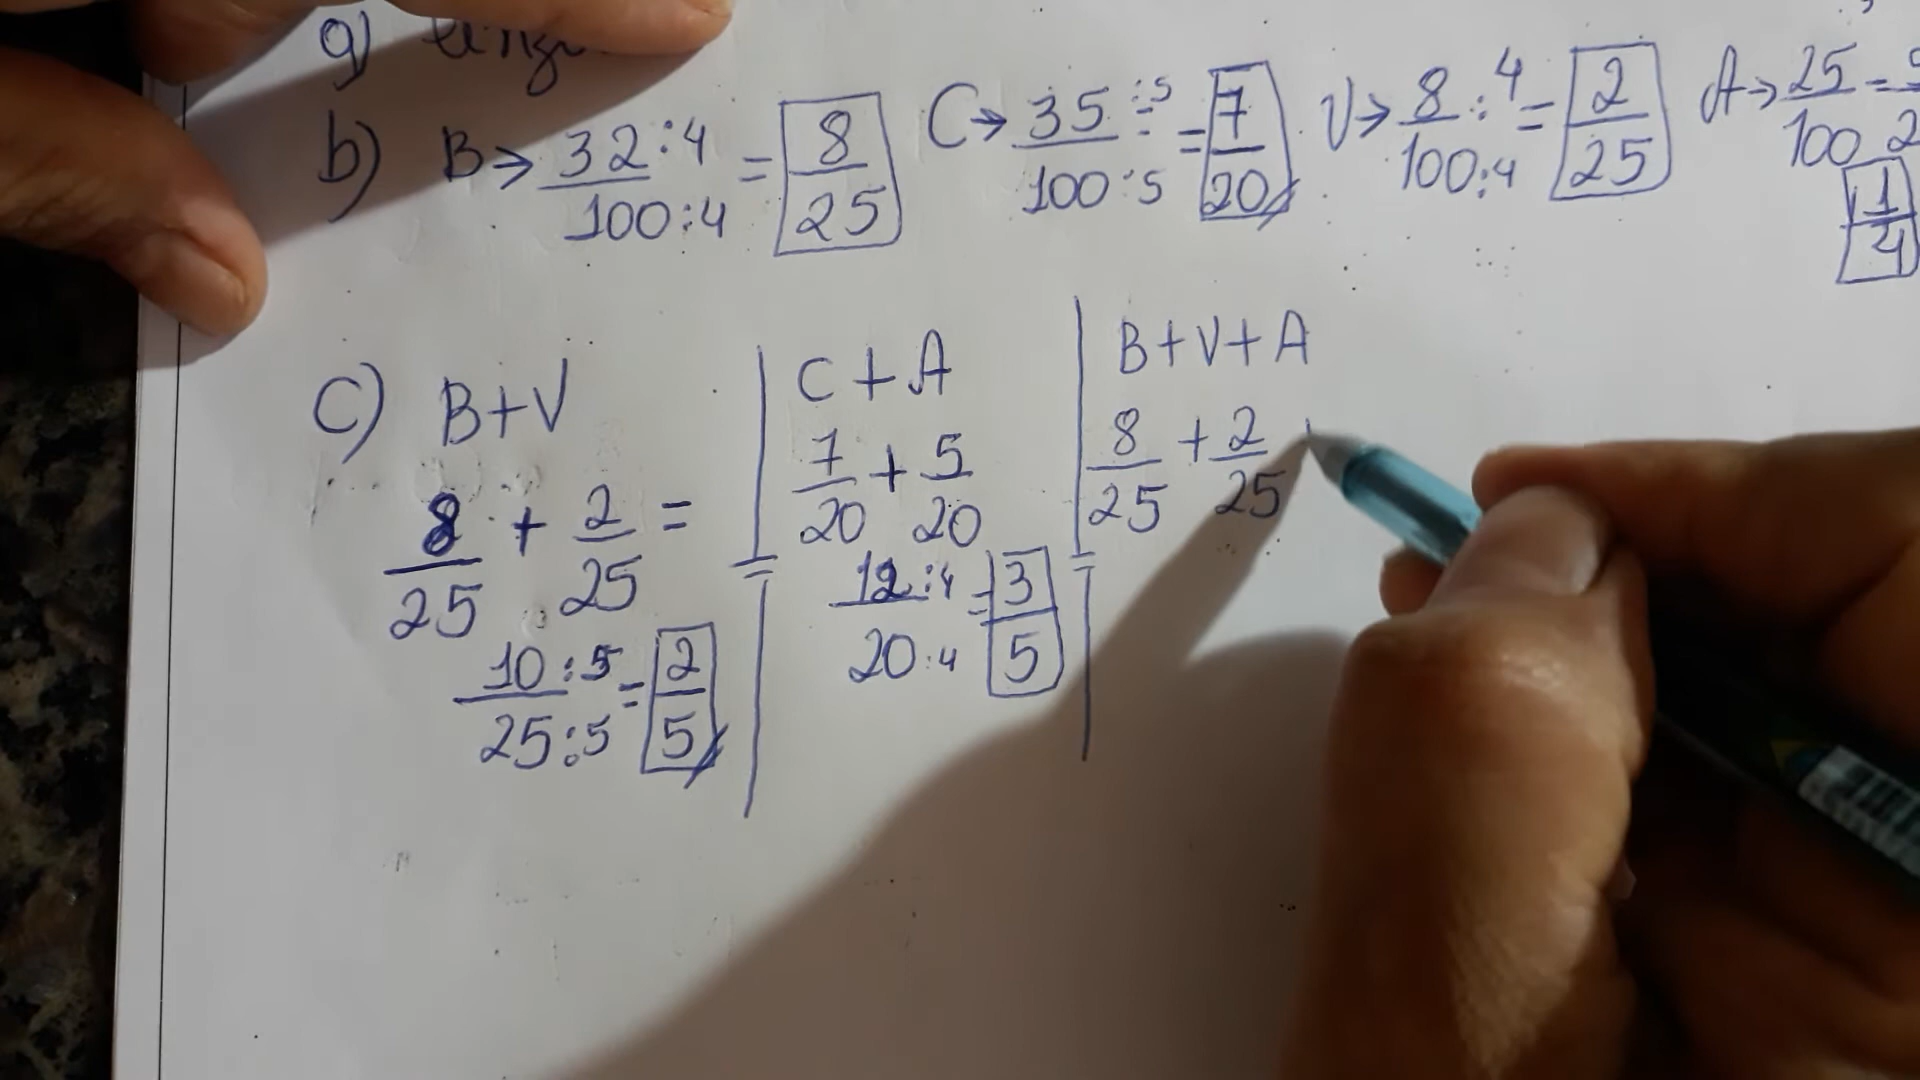 b) B→ 32:4/100:4 = 8/25 C→ 35:5/100:5 = 7/20 V→ 8:4/100:4 = 2/25 A→ 25/100 =
1/4
c) B+V C+A B+V+A
8/25 + 2/25 = 7/20 + 5/20 8/25 + 2/25
10:5/25:5 = 2/5 12:4/20:4 = 3/5